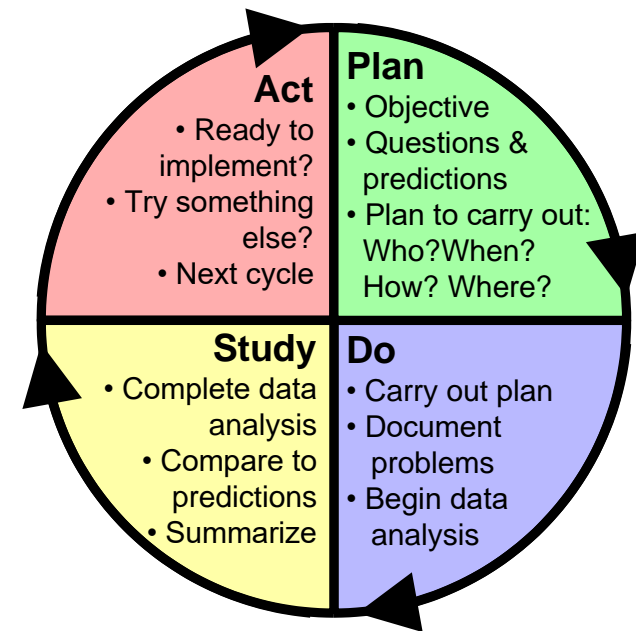 Act
• Ready to
implement?
• Try something
else?
• Next cycle
Plan
• Objective
• Questions &
predictions
• Plan to carry out:
Who?When?
How? Where?
Study
• Complete data
analysis
• Compare to
predictions
• Summarize
Do
• Carry out plan
• Document
problems
• Begin data
analysis